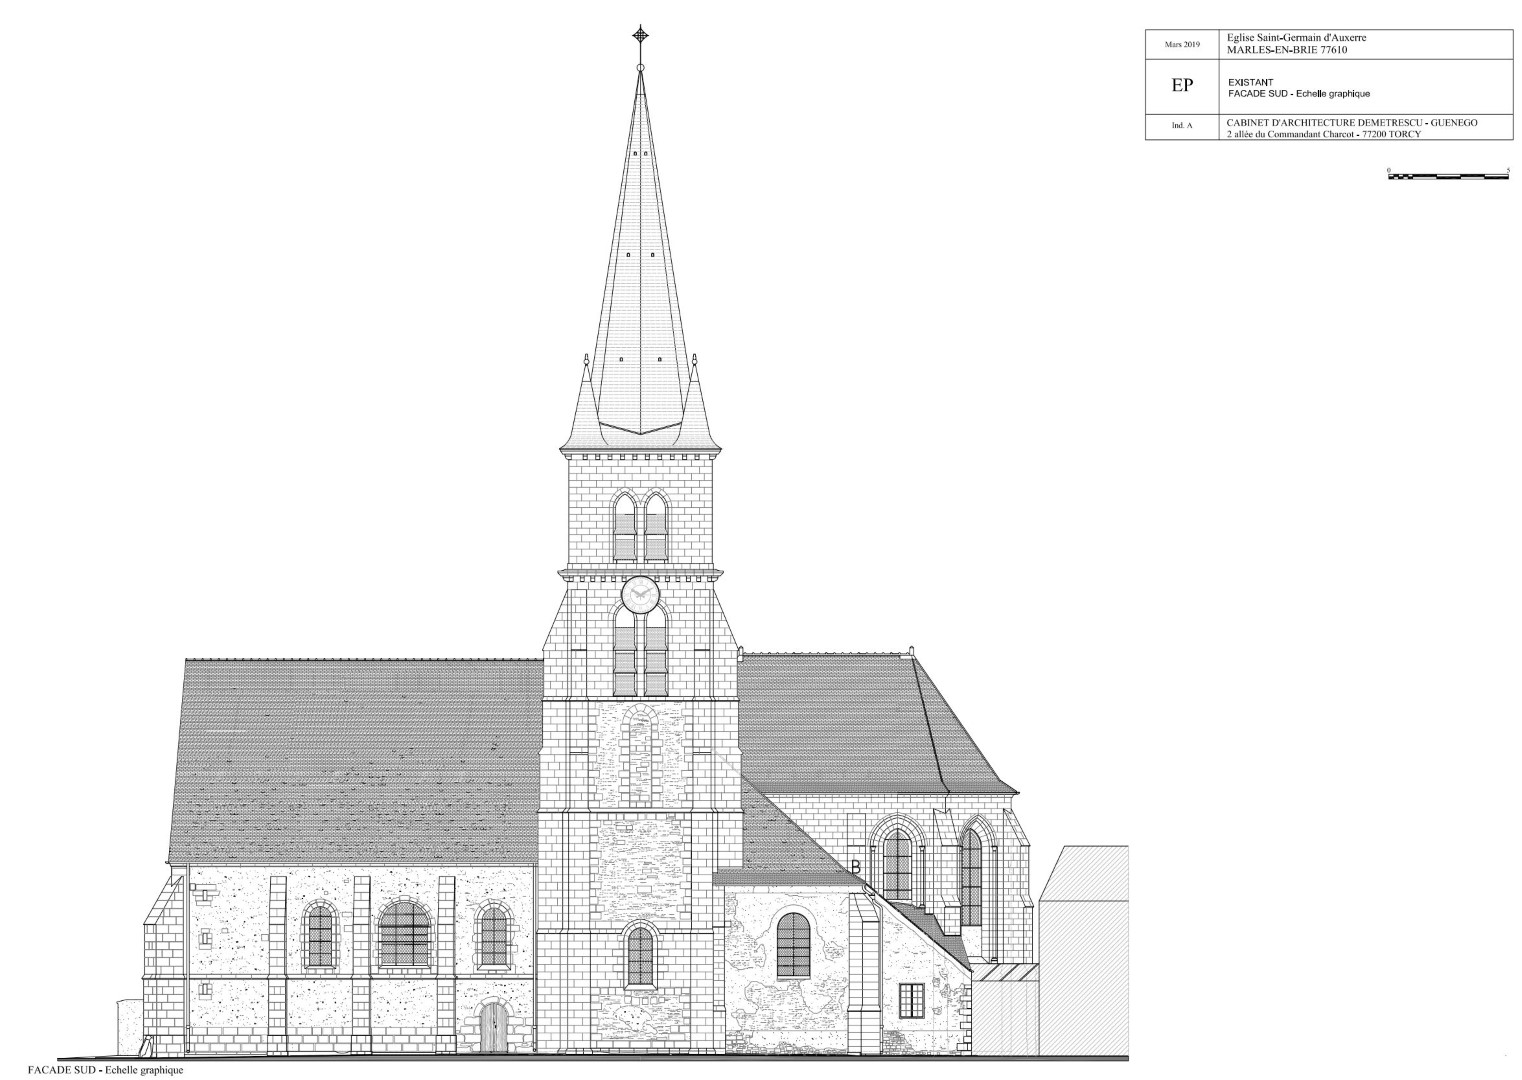 Mars 2019
Eglise Saint-Germain d'Auxerre
MARLES-EN-BRIE 77610
EP
EXISTANT
FACADE SUD - Echelle graphique
Ind. A
CABINET D'ARCHITECTURE DEMETRESCU - GUENEGO
2 allée du Commandant Charcot - 77200 TORCY
0 5
FACADE SUD - Echelle graphique